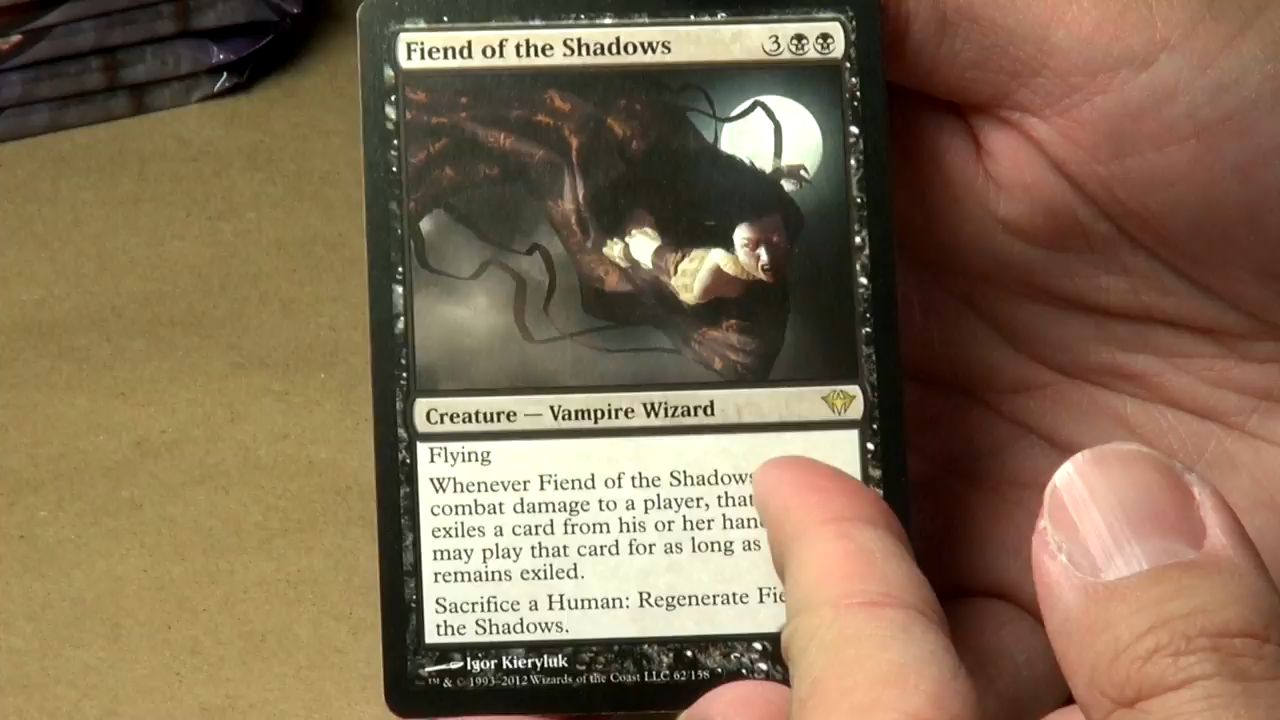 Fiend of the Shadows 3
Creature — Vampire Wizard
Flying
Whenever Fiend of the Shadows
combat damage to a player, that
exiles a card from his or her hand
may play that card for as long as
remains exiled.
Sacrifice a Human: Regenerate Fie
the Shadows.
Igor Kieryluk
™ & © 1993–2012 Wizards of the Coast LLC 62/158